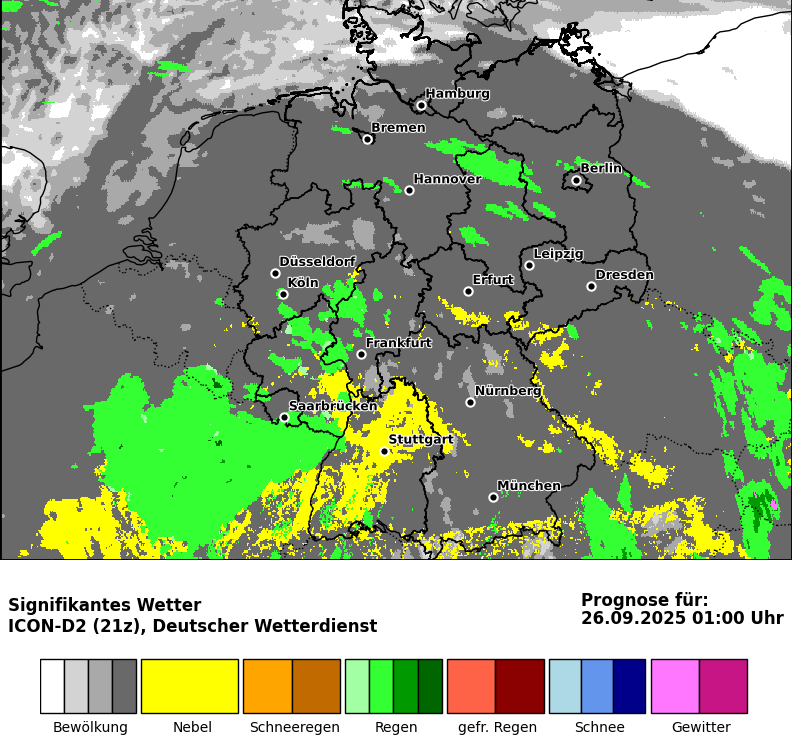 Hamburg
Bremen
Berlin
Hannover
Leipzig
Düsseldorf
Dresden
Köln
Erfurt
Frankfurt
Nürnberg
Saarbrücken
Stuttgart
München
Signifikantes Wetter
ICON-D2 (21z), Deutscher Wetterdienst
Prognose für:
26.09.2025 01:00 Uhr
Bewölkung
Nebel
Schneeregen
Regen
gefr. Regen
Schnee
Gewitter